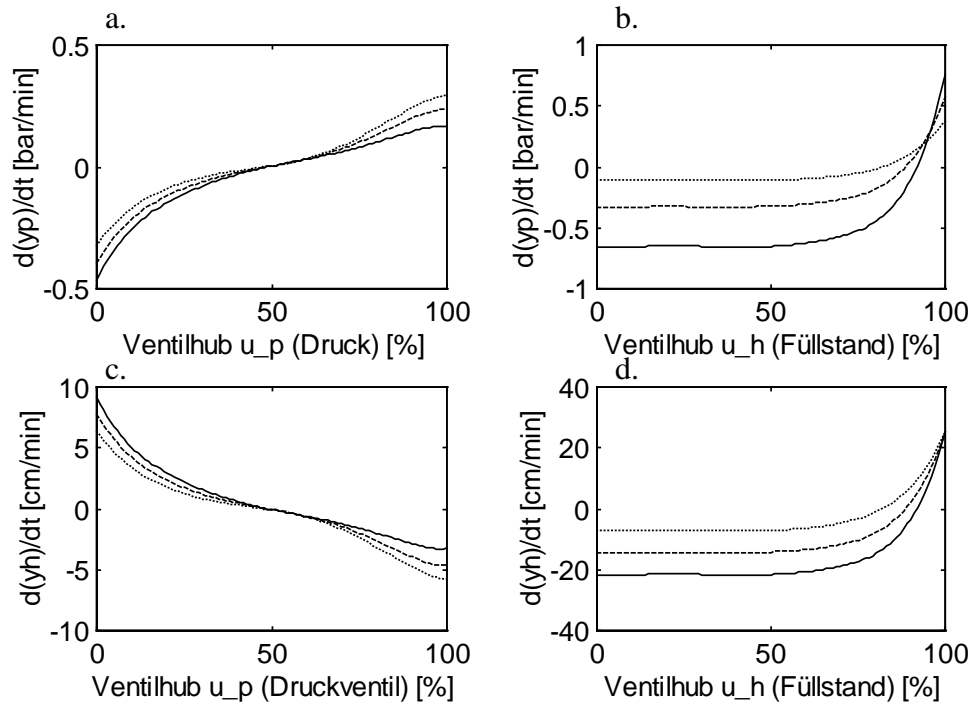 a.
d(yp)/dt [bar/min]
0.5
0
-0.5
0
50
100
Ventilhub u_p (Druck) [%]
b.
d(yp)/dt [bar/min]
1
0.5
0
-0.5
-1
0
50
100
Ventilhub u_h (Füllstand) [%]
c.
d(yh)/dt [cm/min]
10
5
0
-5
-10
0
50
100
Ventilhub u_p (Druckventil) [%]
d.
d(yh)/dt [cm/min]
40
20
0
-20
-40
0
50
100
Ventilhub u_h (Füllstand) [%]